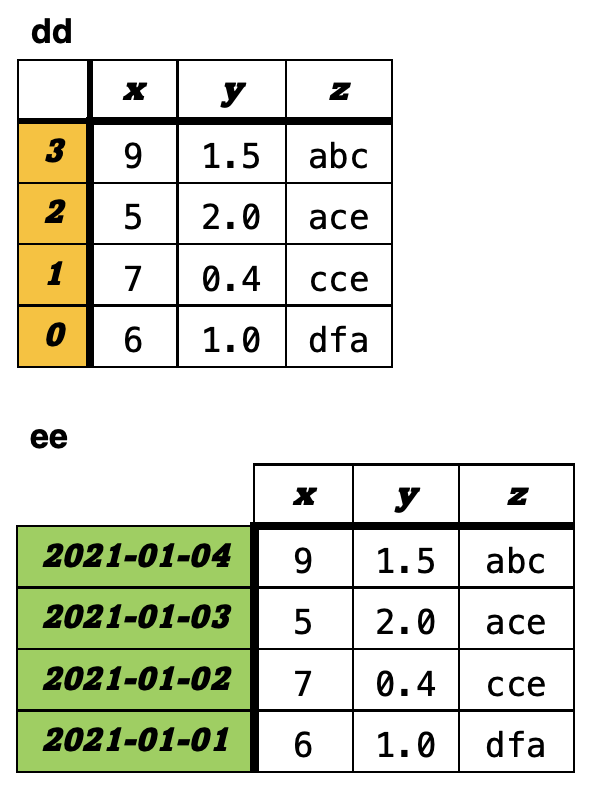 dd
x y z
3 9 1.5 abc
2 5 2.0 ace
1 7 0.4 cce
0 6 1.0 dfa
ee
x y z
2021-01-04 9 1.5 abc
2021-01-03 5 2.0 ace
2021-01-02 7 0.4 cce
2021-01-01 6 1.0 dfa